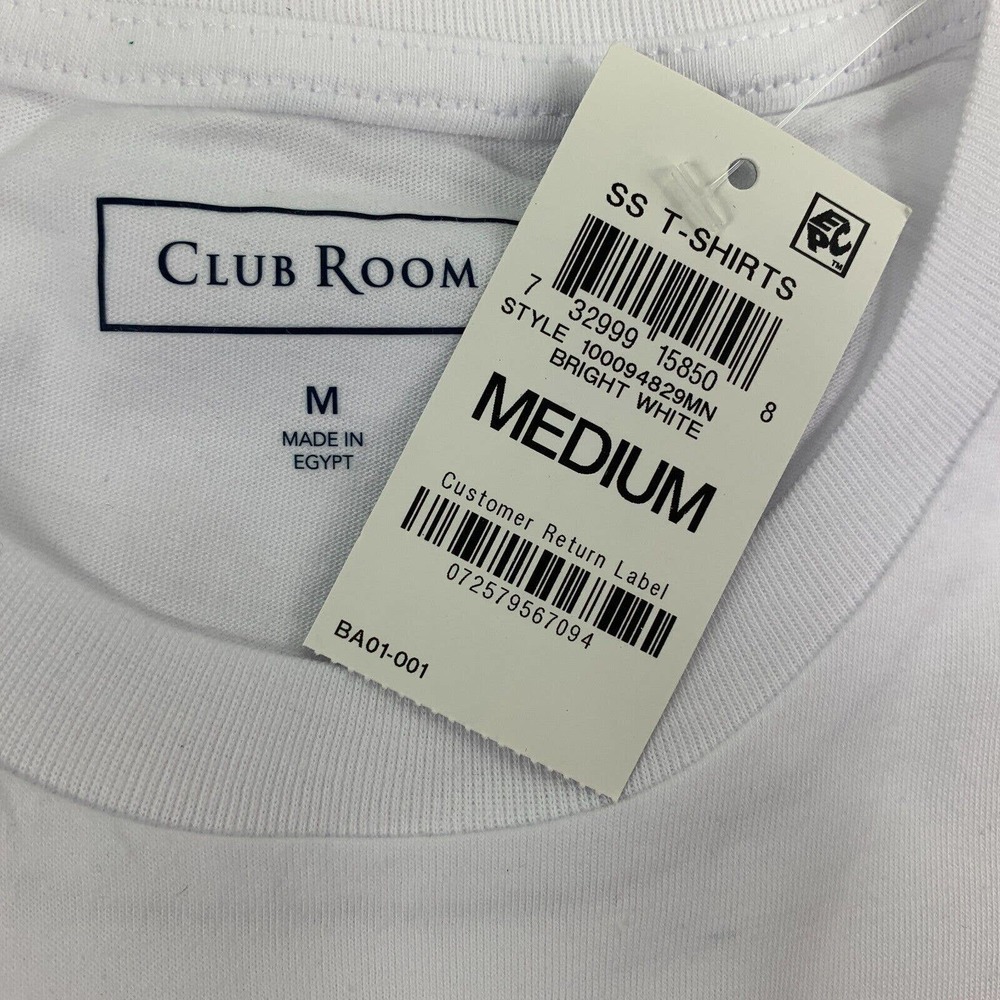 CLUB ROOM
M
MADE IN
EGYPT
SS T-SHIRTS
EPC™
7 32999 15850 8
STYLE 100094829MN
BRIGHT WHITE
MEDIUM
Customer Return Label
072579567094
BA01-001